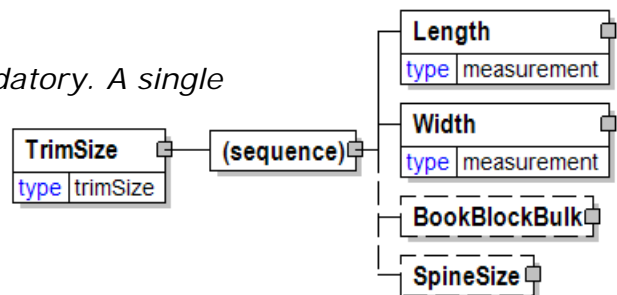 datory. A single
Length
type measurement
Width
type measurement
TrimSize
type trimSize
(sequence)
BookBlockBulk
SpineSize